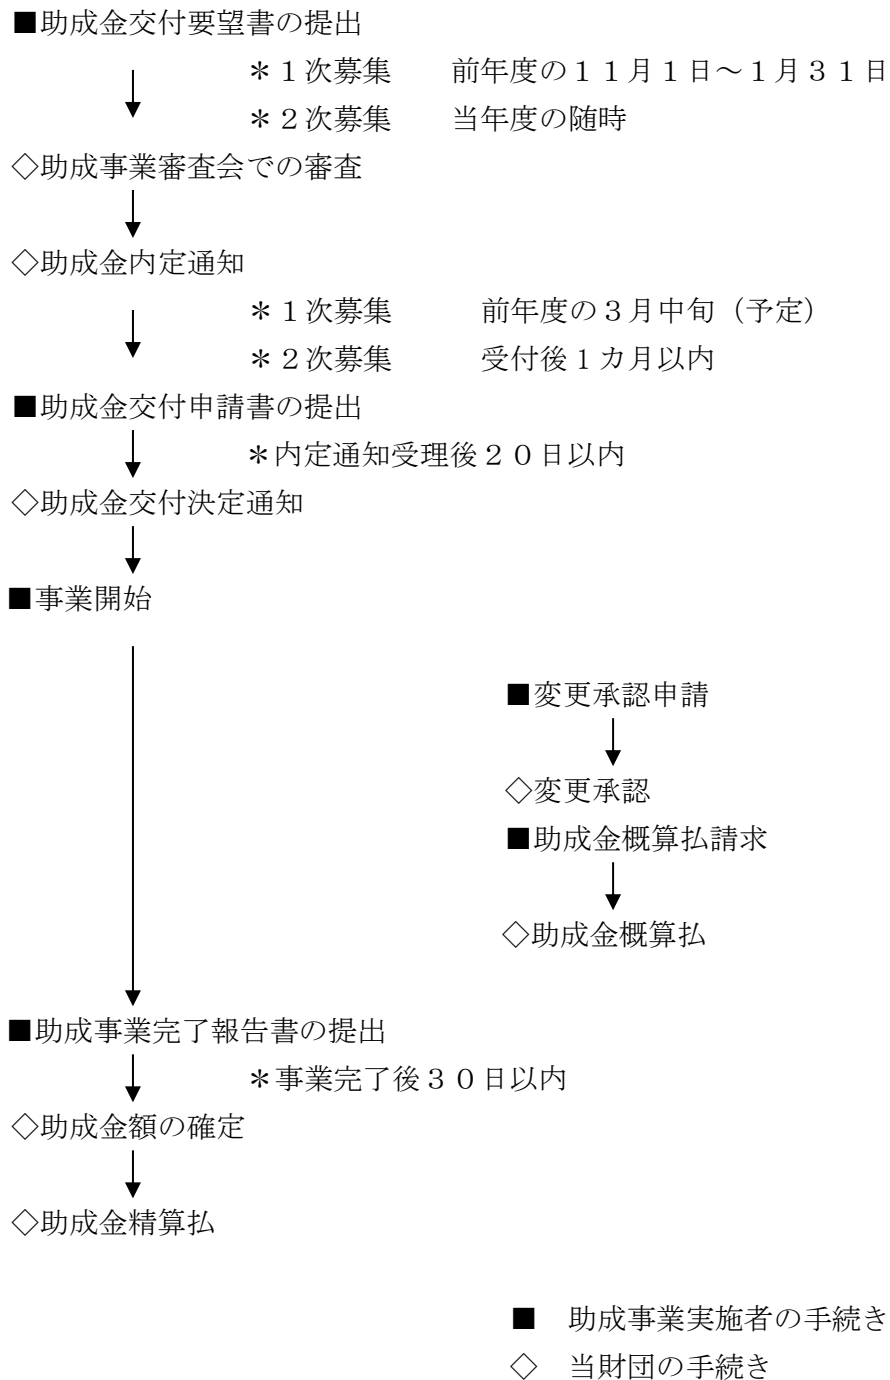 ■助成金交付要望書の提出
＊１次募集　　前年度の１１月１日～１月３１日
＊２次募集　　当年度の随時
◇助成事業審査会での審査
◇助成金内定通知
＊１次募集　　　前年度の３月中旬（予定）
＊２次募集　　　受付後１カ月以内
■助成金交付申請書の提出
＊内定通知受理後２０日以内
◇助成金交付決定通知
■事業開始
■変更承認申請
◇変更承認
■助成金概算払請求
◇助成金概算払
■助成事業完了報告書の提出
＊事業完了後３０日以内
◇助成金額の確定
◇助成金精算払
■　助成事業実施者の手続き
◇　当財団の手続き